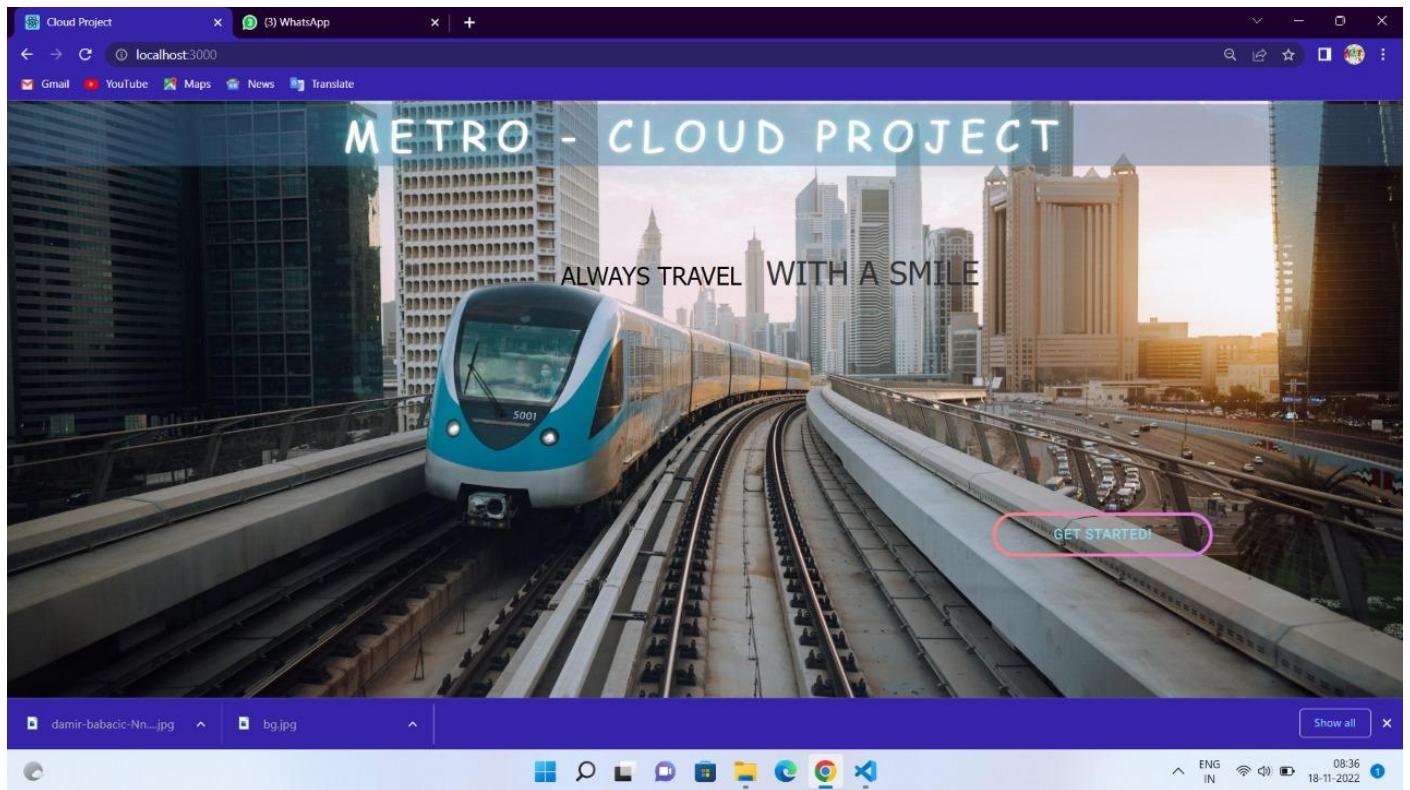 Cloud Project
(3) WhatsApp
localhost:3000
Gmail YouTube Maps News Translate
METRO - CLOUD PROJECT
ALWAYS TRAVEL WITH A SMILE
5001
GET STARTED!
damir-babacic-Nn....jpg bg.jpg Show all
ENG 08:36
IN 18-11-2022 1